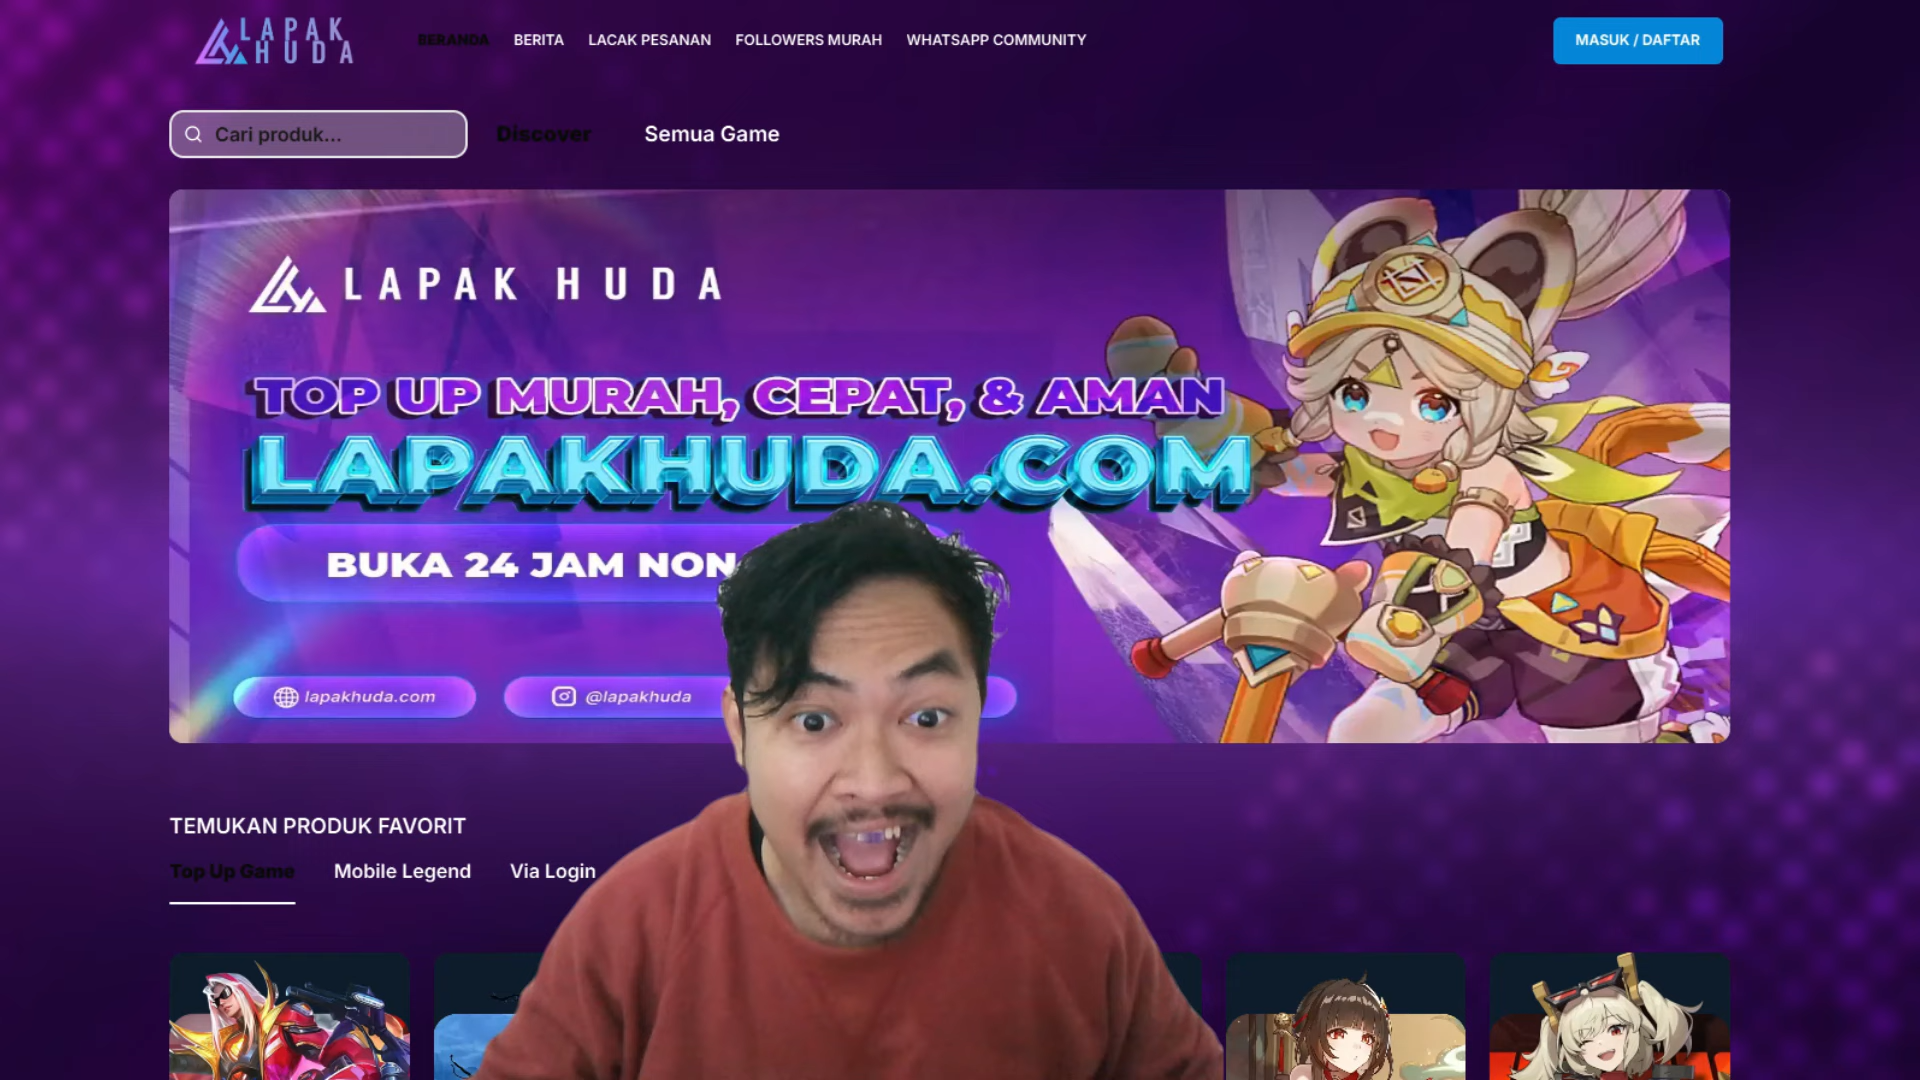 LAPAK
HUDA
BERANDA
BERITA
LACAK PESANAN
FOLLOWERS MURAH
WHATSAPP COMMUNITY
MASUK / DAFTAR
Cari produk...
Discover
Semua Game
LAPAK HUDA
TOP UP MURAH, CEPAT, & AMAN
LAPAKHUDA.COM
BUKA 24 JAM NON
lapakhuda.com
@lapakhuda
TEMUKAN PRODUK FAVORIT
Top Up Game
Mobile Legend
Via Login